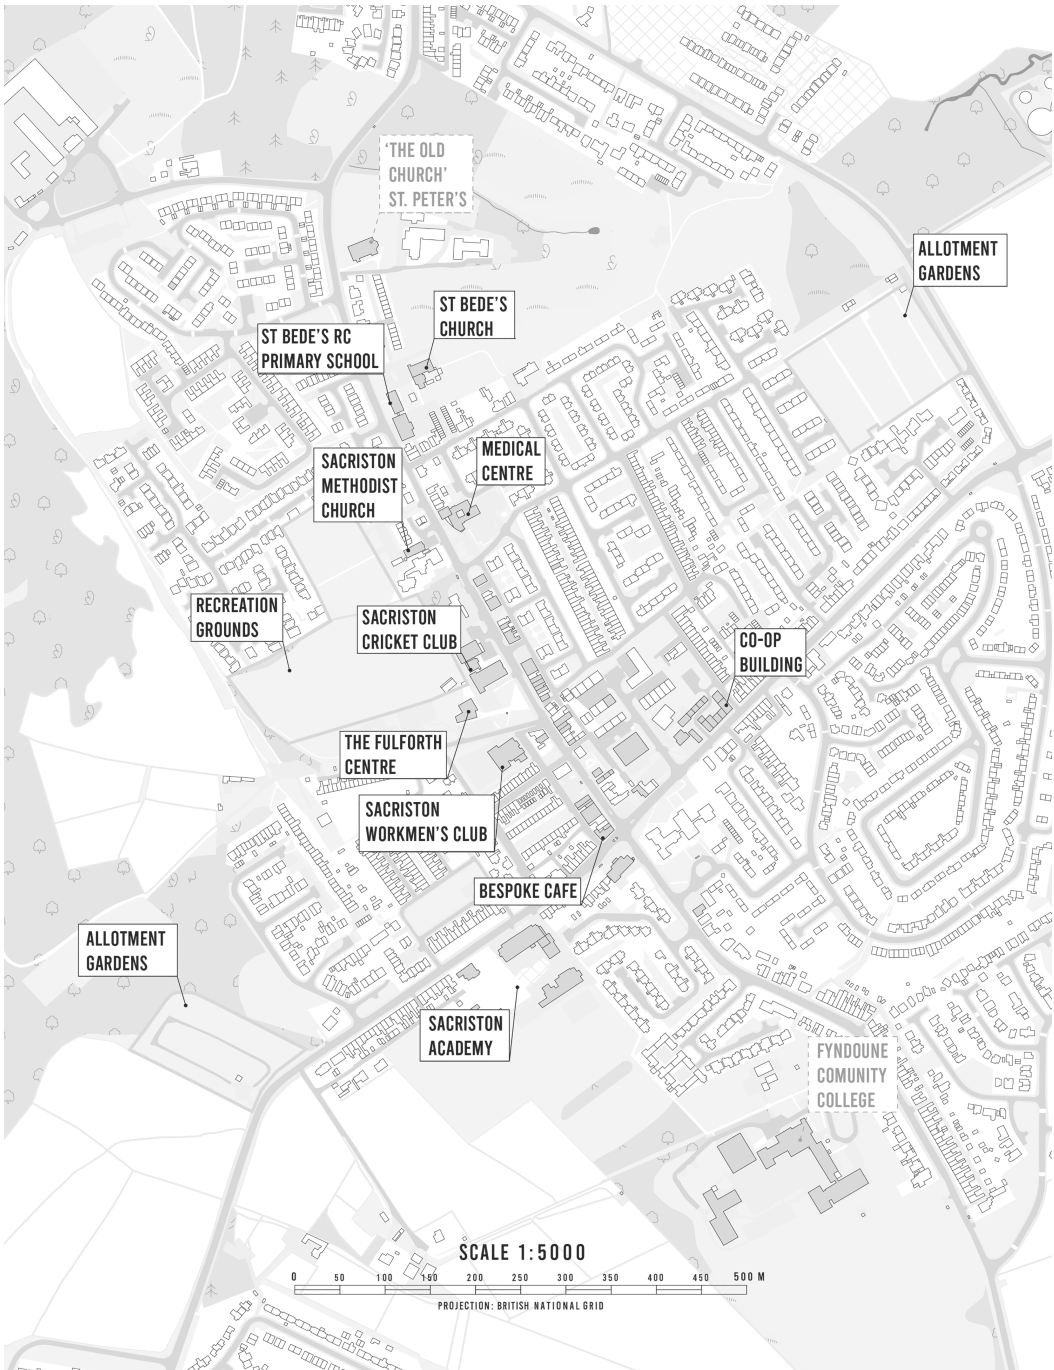 'THE OLD
CHURCH'
ST. PETER'S
ALLOTMENT
GARDENS
ST BEDE'S
CHURCH
ST BEDE'S RC
PRIMARY SCHOOL
MEDICAL
CENTRE
SACRISTON
METHODIST
CHURCH
RECREATION
GROUNDS
SACRISTON
CRICKET CLUB
CO-OP
BUILDING
THE FULFORTH
CENTRE
SACRISTON
WORKMEN'S CLUB
BESPOKE CAFE
ALLOTMENT
GARDENS
SACRISTON
ACADEMY
FYNDOUNE
COMUNITY
COLLEGE
SCALE 1:5000
0 50 100 150 200 250 300 350 400 450 500 M
PROJECTION: BRITISH NATIONAL GRID